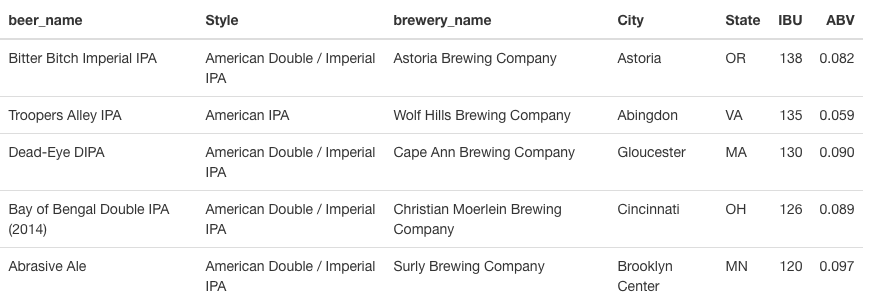 beer_name Style brewery_name City State IBU ABV
Bitter Bitch Imperial IPA American Double / Imperial Astoria Brewing Company Astoria OR 138 0.082
IPA
Troopers Alley IPA American IPA Wolf Hills Brewing Company Abingdon VA 135 0.059
Dead-Eye DIPA American Double / Imperial Cape Ann Brewing Company Gloucester MA 130 0.090
IPA
Bay of Bengal Double IPA American Double / Imperial Christian Moerlein Brewing Cincinnati OH 126 0.089
(2014) IPA Company
Abrasive Ale American Double / Imperial Surly Brewing Company Brooklyn MN 120 0.097
IPA Center